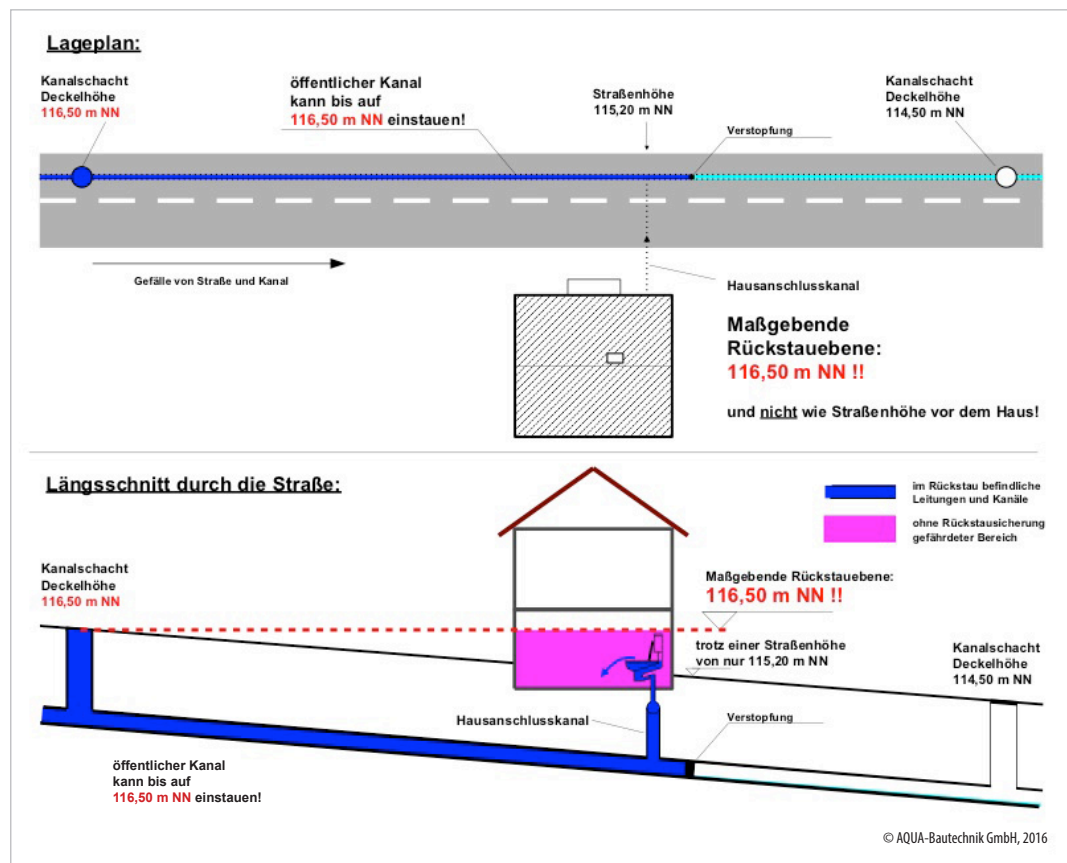 Lageplan:
Kanalschacht
Deckelhöhe
116,50 m NN
öffentlicher Kanal
kann bis auf
116,50 m NN einstauen!
Straßenhöhe
115,20 m NN
Verstopfung
Kanalschacht
Deckelhöhe
114,50 m NN
Gefälle von Straße und Kanal
Hausanschlusskanal
Maßgebende
Rückstauebene:
116,50 m NN !!
und nicht wie Straßenhöhe vor dem Haus!
Längsschnitt durch die Straße:
im Rückstau befindliche
Leitungen und Kanäle
ohne Rückstausicherung
gefährdeter Bereich
Kanalschacht
Deckelhöhe
116,50 m NN
Maßgebende Rückstauebene:
116,50 m NN !!
trotz einer Straßenhöhe
von nur 115,20 m NN
Kanalschacht
Deckelhöhe
114,50 m NN
Hausanschlusskanal
Verstopfung
öffentlicher Kanal
kann bis auf
116,50 m NN einstauen!
© AQUA-Bautechnik GmbH, 2016